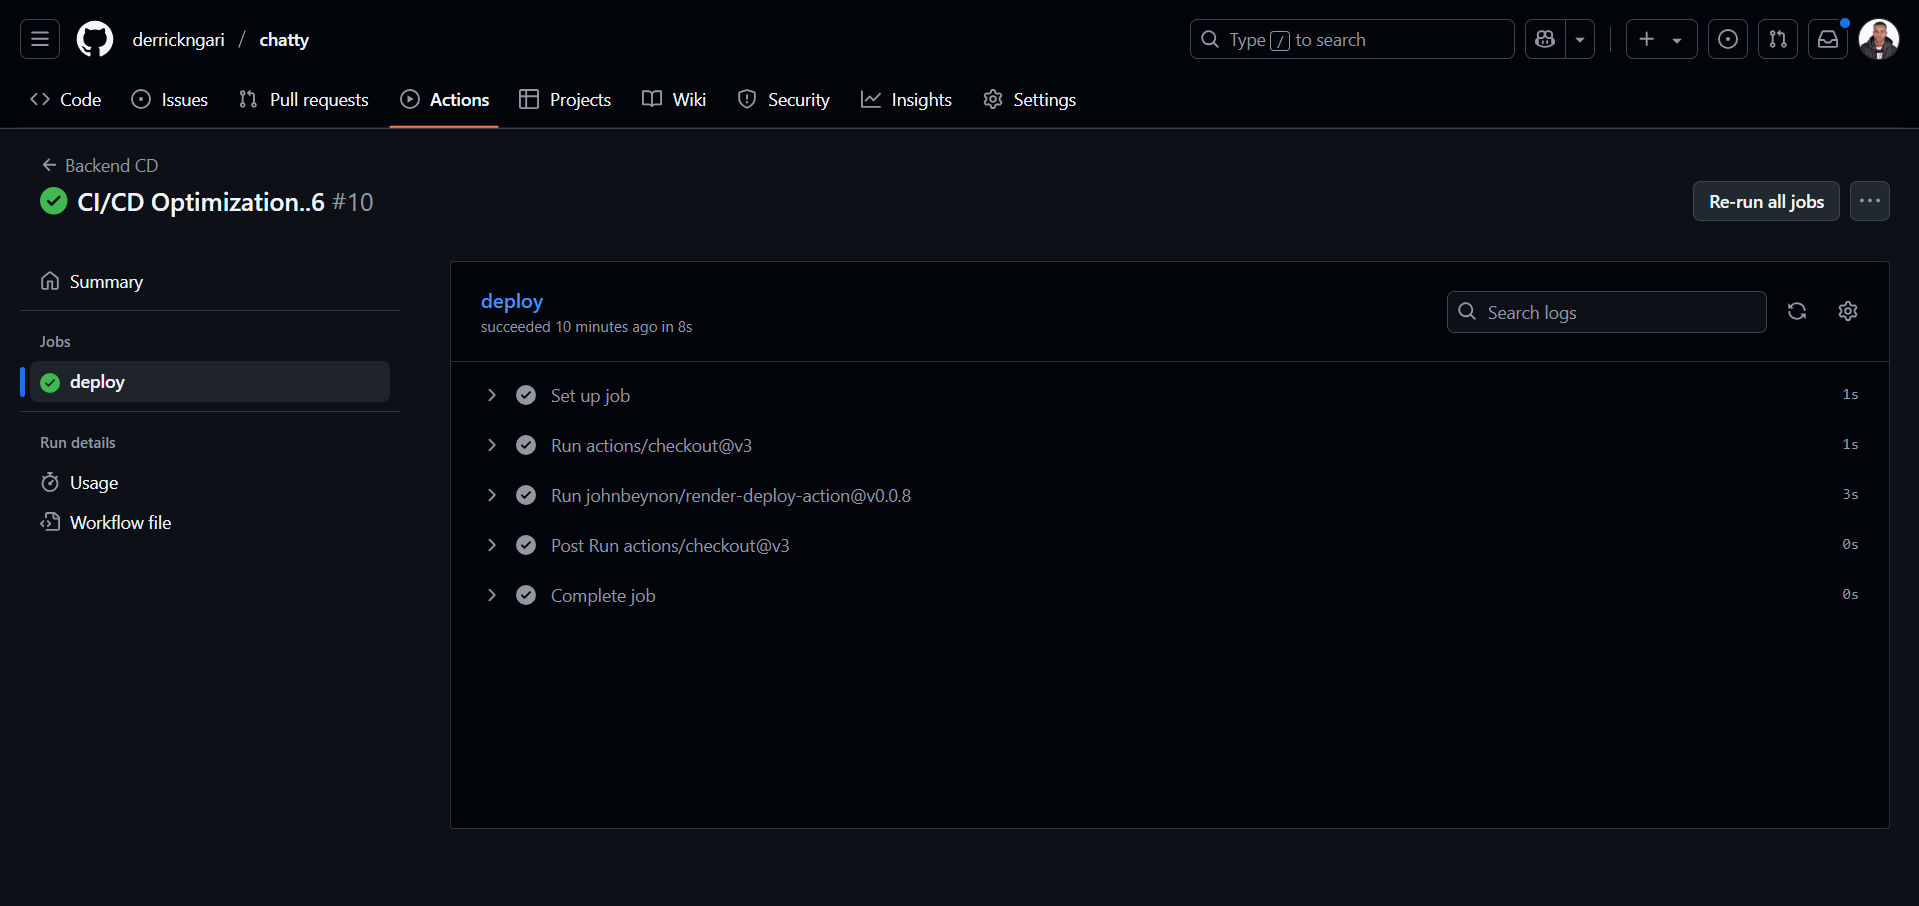 derrickngari / chatty
Type / to search
Code Issues Pull requests Actions Projects Wiki Security Insights Settings
Backend CD
CI/CD Optimization..6 #10
Re-run all jobs
Summary
Jobs
deploy
Run details
Usage
Workflow file
deploy
succeeded 10 minutes ago in 8s
Search logs
Set up job 1s
Run actions/checkout@v3 1s
Run johnbeynon/render-deploy-action@v0.0.8 3s
Post Run actions/checkout@v3 0s
Complete job 0s